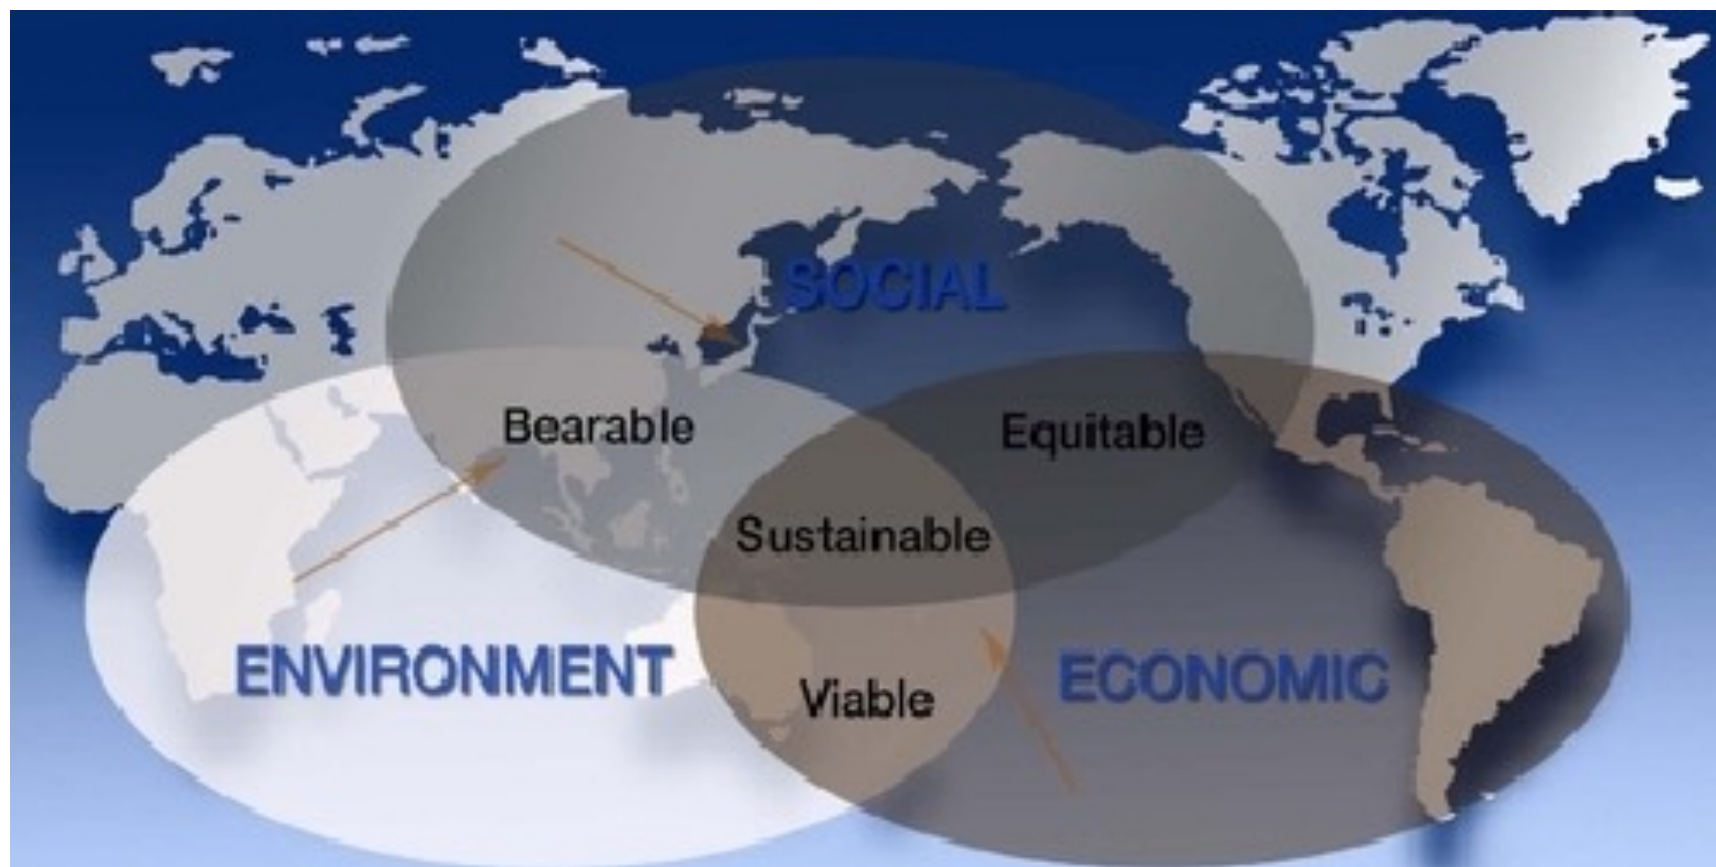 SOCIAL
Bearable
Equitable
Sustainable
ENVIRONMENT
ECONOMIC
Viable